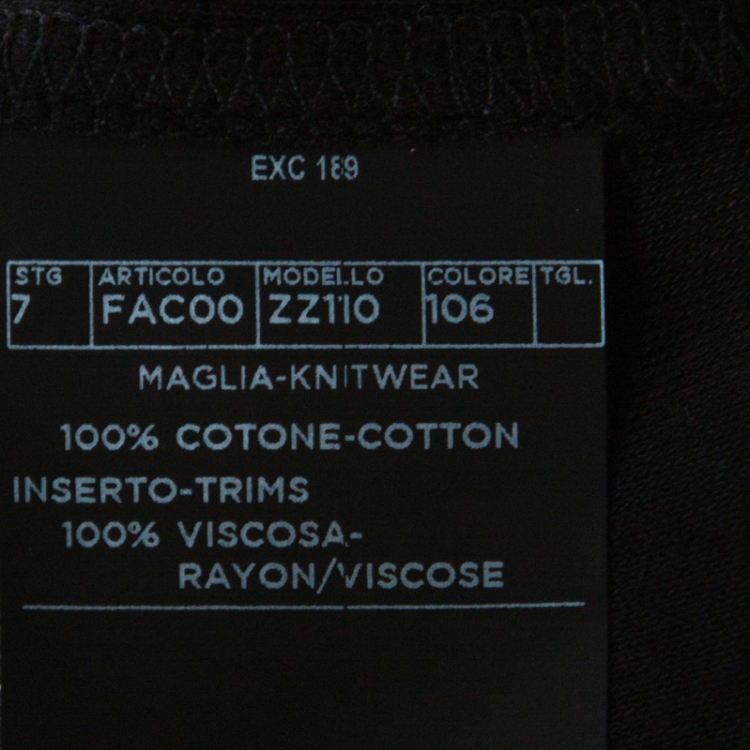 EXC 189
STG ARTICOLO MODELLO COLORE TGL.
7 FAC00 ZZ110 106
MAGLIA-KNITWEAR
100% COTONE-COTTON
INSERTO-TRIMS
100% VISCOSA-
RAYON/VISCOSE